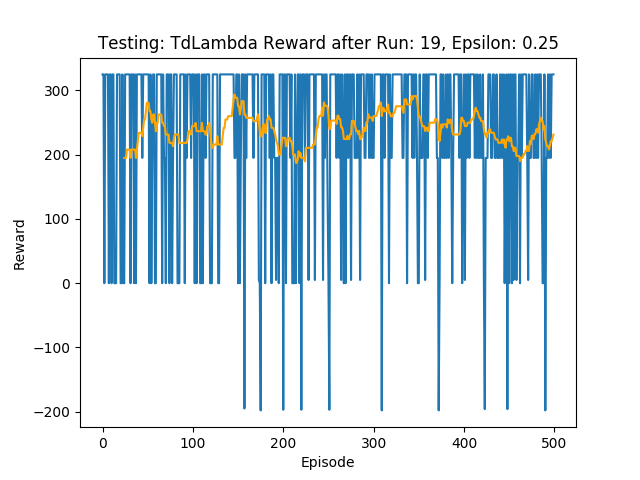 Testing: TdLambda Reward after Run: 19, Epsilon: 0.25
300
200
100
0
−100
−200
Reward
0 100 200 300 400 500
Episode